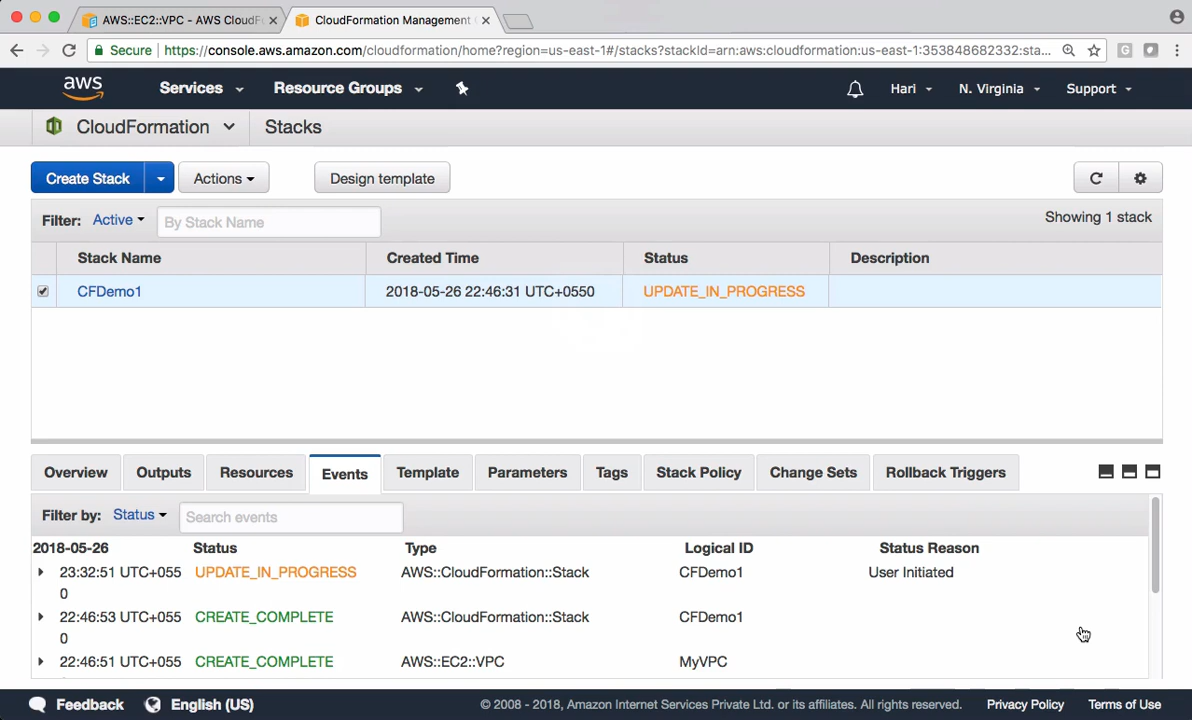 AWS::EC2::VPC - AWS CloudF
CloudFormation Management
Secure https://console.aws.amazon.com/cloudformation/home?region=us-east-1#/stacks?stackId=arn:aws:cloudformation:us-east-1:353848682332:sta...
aws Services Resource Groups Hari N. Virginia Support
CloudFormation Stacks
Create Stack Actions Design template
Filter: Active By Stack Name Showing 1 stack
Stack Name Created Time Status Description
CFDemo1 2018-05-26 22:46:31 UTC+0550 UPDATE_IN_PROGRESS
Overview Outputs Resources Events Template Parameters Tags Stack Policy Change Sets Rollback Triggers
Filter by: Status Search events
2018-05-26 Status Type Logical ID Status Reason
23:32:51 UTC+055 UPDATE_IN_PROGRESS AWS::CloudFormation::Stack CFDemo1 User Initiated
0
22:46:53 UTC+055 CREATE_COMPLETE AWS::CloudFormation::Stack CFDemo1
0
22:46:51 UTC+055 CREATE_COMPLETE AWS::EC2::VPC MyVPC
Feedback English (US) © 2008 - 2018, Amazon Internet Services Private Ltd. or its affiliates. All rights reserved. Privacy Policy Terms of Use